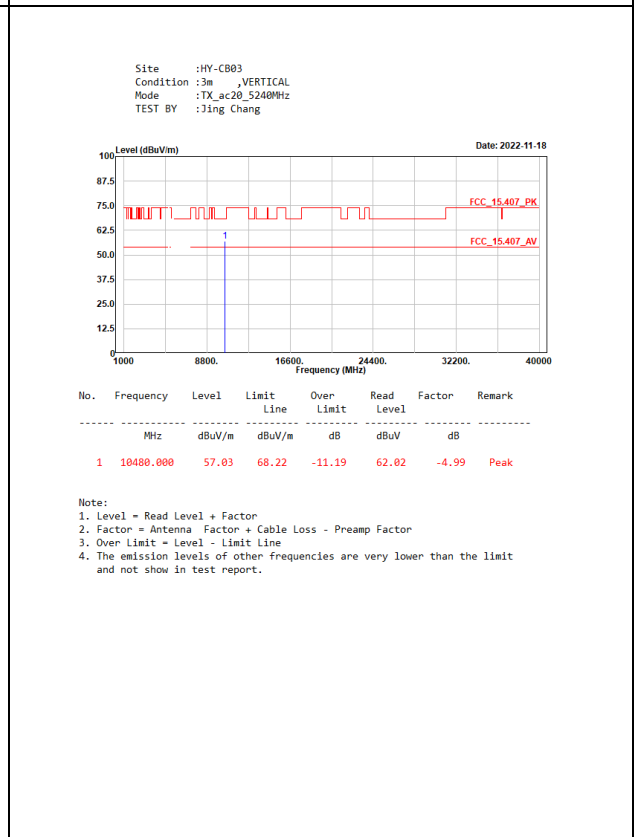 Site      :HY-CB03
Condition :3m    ,VERTICAL
Mode      :TX_ac20_5240MHz
TEST BY   :Jing Chang
Level (dBuV/m)
Date: 2022-11-18
100
87.5
75.0
FCC_15.407_PK
62.5
1
FCC_15.407_AV
50.0
37.5
25.0
12.5
0
1000 8800. 16600. 24400. 32200. 40000
Frequency (MHz)
No. Frequency Level Limit Over Read Factor Remark
Line Limit Level
------ ----------- -------- --------- -------- -------- -------- ---------
MHz dBuV/m dBuV/m dB dBuV dB
1 10480.000 57.03 68.22 -11.19 62.02 -4.99 Peak
Note:
1. Level = Read Level + Factor
2. Factor = Antenna  Factor + Cable Loss - Preamp Factor
3. Over Limit = Level - Limit Line
4. The emission levels of other frequencies are very lower than the limit
and not show in test report.